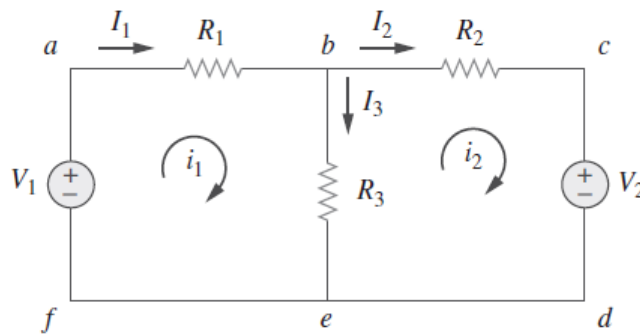 I₁ I₂
a R₁ b R₂ c
I₃
i₁ i₂
V₁ + − R₃ + − V₂
f e d